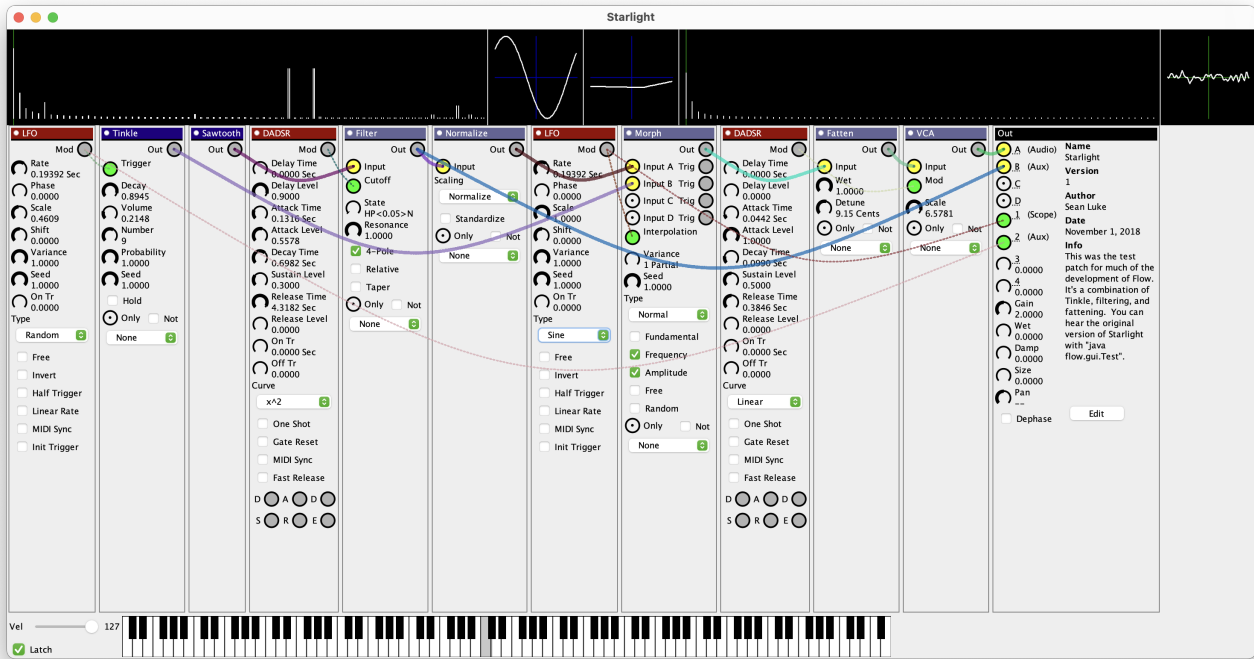 Starlight
LFO
Mod
Rate
0.19392 Sec
Phase
0.0000
Scale
0.4609
Shift
0.0000
Variance
1.0000
Seed
1.0000
On Tr
0.0000
Type
Random
Free
Invert
Half Trigger
Linear Rate
MIDI Sync
Init Trigger
Tinkle
Out
Trigger
Decay
0.8945
Volume
0.2148
Number
9
Probability
1.0000
Seed
1.0000
Hold
Only Not
None
Sawtooth
Out
DADSR
Mod
Delay Time
0.0000 Sec
Delay Level
0.9000
Attack Time
0.1316 Sec
Attack Level
0.5578
Decay Time
0.6982 Sec
Sustain Level
0.3000
Release Time
4.3182 Sec
Release Level
0.0000
On Tr
0.0000 Sec
Off Tr
0.0000
Curve
x^2
One Shot
Gate Reset
MIDI Sync
Fast Release
D A D
S R E
Filter
Out
Input
Cutoff
State
HP<0.05>N
Resonance
1.0000
4-Pole
Relative
Taper
Only Not
None
Normalize
Out
Input
Scaling
Normalize
Standardize
Only Not
None
LFO
Mod
Rate
0.19392 Sec
Phase
0.0000
Scale
1.0000
Shift
0.0000
Variance
1.0000
Seed
1.0000
On Tr
0.0000
Type
Sine
Free
Invert
Half Trigger
Linear Rate
MIDI Sync
Init Trigger
Morph
Out
Input A Trig
Input B Trig
Input C Trig
Input D Trig
Interpolation
Variance
1 Partial
Seed
1.0000
Type
Normal
Fundamental
Frequency
Amplitude
Free
Random
Only Not
None
DADSR
Mod
Delay Time
0.0000 Sec
Delay Level
0.0000
Attack Time
0.0442 Sec
Attack Level
1.0000
Decay Time
0.0990 Sec
Sustain Level
0.5000
Release Time
0.3846 Sec
Release Level
0.0000
On Tr
0.0000 Sec
Off Tr
0.0000
Curve
Linear
One Shot
Gate Reset
MIDI Sync
Fast Release
D A D
S R E
Fatten
Out
Input
Wet
1.0000
Detune
9.15 Cents
Only Not
None
VCA
Out
Input
Mod
Scale
6.5781
Only Not
None
Out
A (Audio)
B (Aux)
C
D
1 (Scope)
2 (Aux)
3
0.0000
4
0.0000
Gain
2.0000
Wet
0.0000
Damp
0.0000
Size
0.0000
Pan
--
Dephase
Name
Starlight
Version
1
Author
Sean Luke
Date
November 1, 2018
Info
This was the test
patch for much of the
development of Flow.
It's a combination of
Tinkle, filtering, and
fattening. You can
hear the original
version of Starlight
with "java
flow.gui.Test".
Edit
Vel 127
Latch